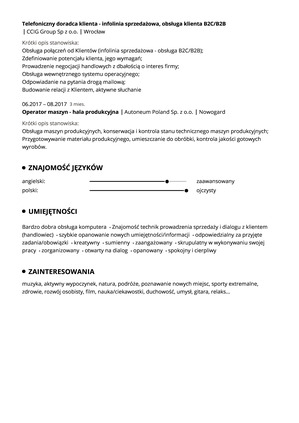 Telefoniczny doradca klienta - infolinia sprzedażowa, obsługa klienta B2C/B2B
| CCIG Group Sp z o.o. | Wrocław
Krótki opis stanowiska:
Obsługa połączeń od Klientów (infolinia sprzedażowa - obsługa B2C/B2B);
Zdefiniowanie potencjału klienta, jego wymagań;
Prowadzenie negocjacji handlowych z dbałością o interes firmy;
Obsługa wewnętrznego systemu operacyjnego;
Odpowiadanie na pytania drogą mailową;
Budowanie relacji z Klientem, aktywne słuchanie
06.2017 – 08.2017 3 mies.
Operator maszyn - hala produkcyjna | Autoneum Poland Sp. z o.o. | Nowogard
Krótki opis stanowiska:
Obsługa maszyn produkcyjnych, konserwacja i kontrola stanu technicznego maszyn produkcyjnych;
Przygotowywanie materiału produkcyjnego, umieszczanie do obróbki, kontrola jakości gotowych
wyrobów.
• ZNAJOMOŚĆ JĘZYKÓW
angielski: zaawansowany
polski: ojczysty
• UMIEJĘTNOŚCI
Bardzo dobra obsługa komputera • Znajomość technik prowadzenia sprzedaży i dialogu z klientem
(handlowiec) • szybkie opanowanie nowych umiejętności/informacji • odpowiedzialny za przyjęte
zadania/obowiązki • kreatywny • sumienny • zaangażowany • skrupulatny w wykonywaniu swojej
pracy • zorganizowany • otwarty na dialog • opanowany • spokojny i cierpliwy
• ZAINTERESOWANIA
muzyka, aktywny wypoczynek, natura, podróże, poznawanie nowych miejsc, sporty extremalne,
zdrowie, rozwój osobisty, film, nauka/ciekawostki, duchowość, umysł, gitara, relaks...